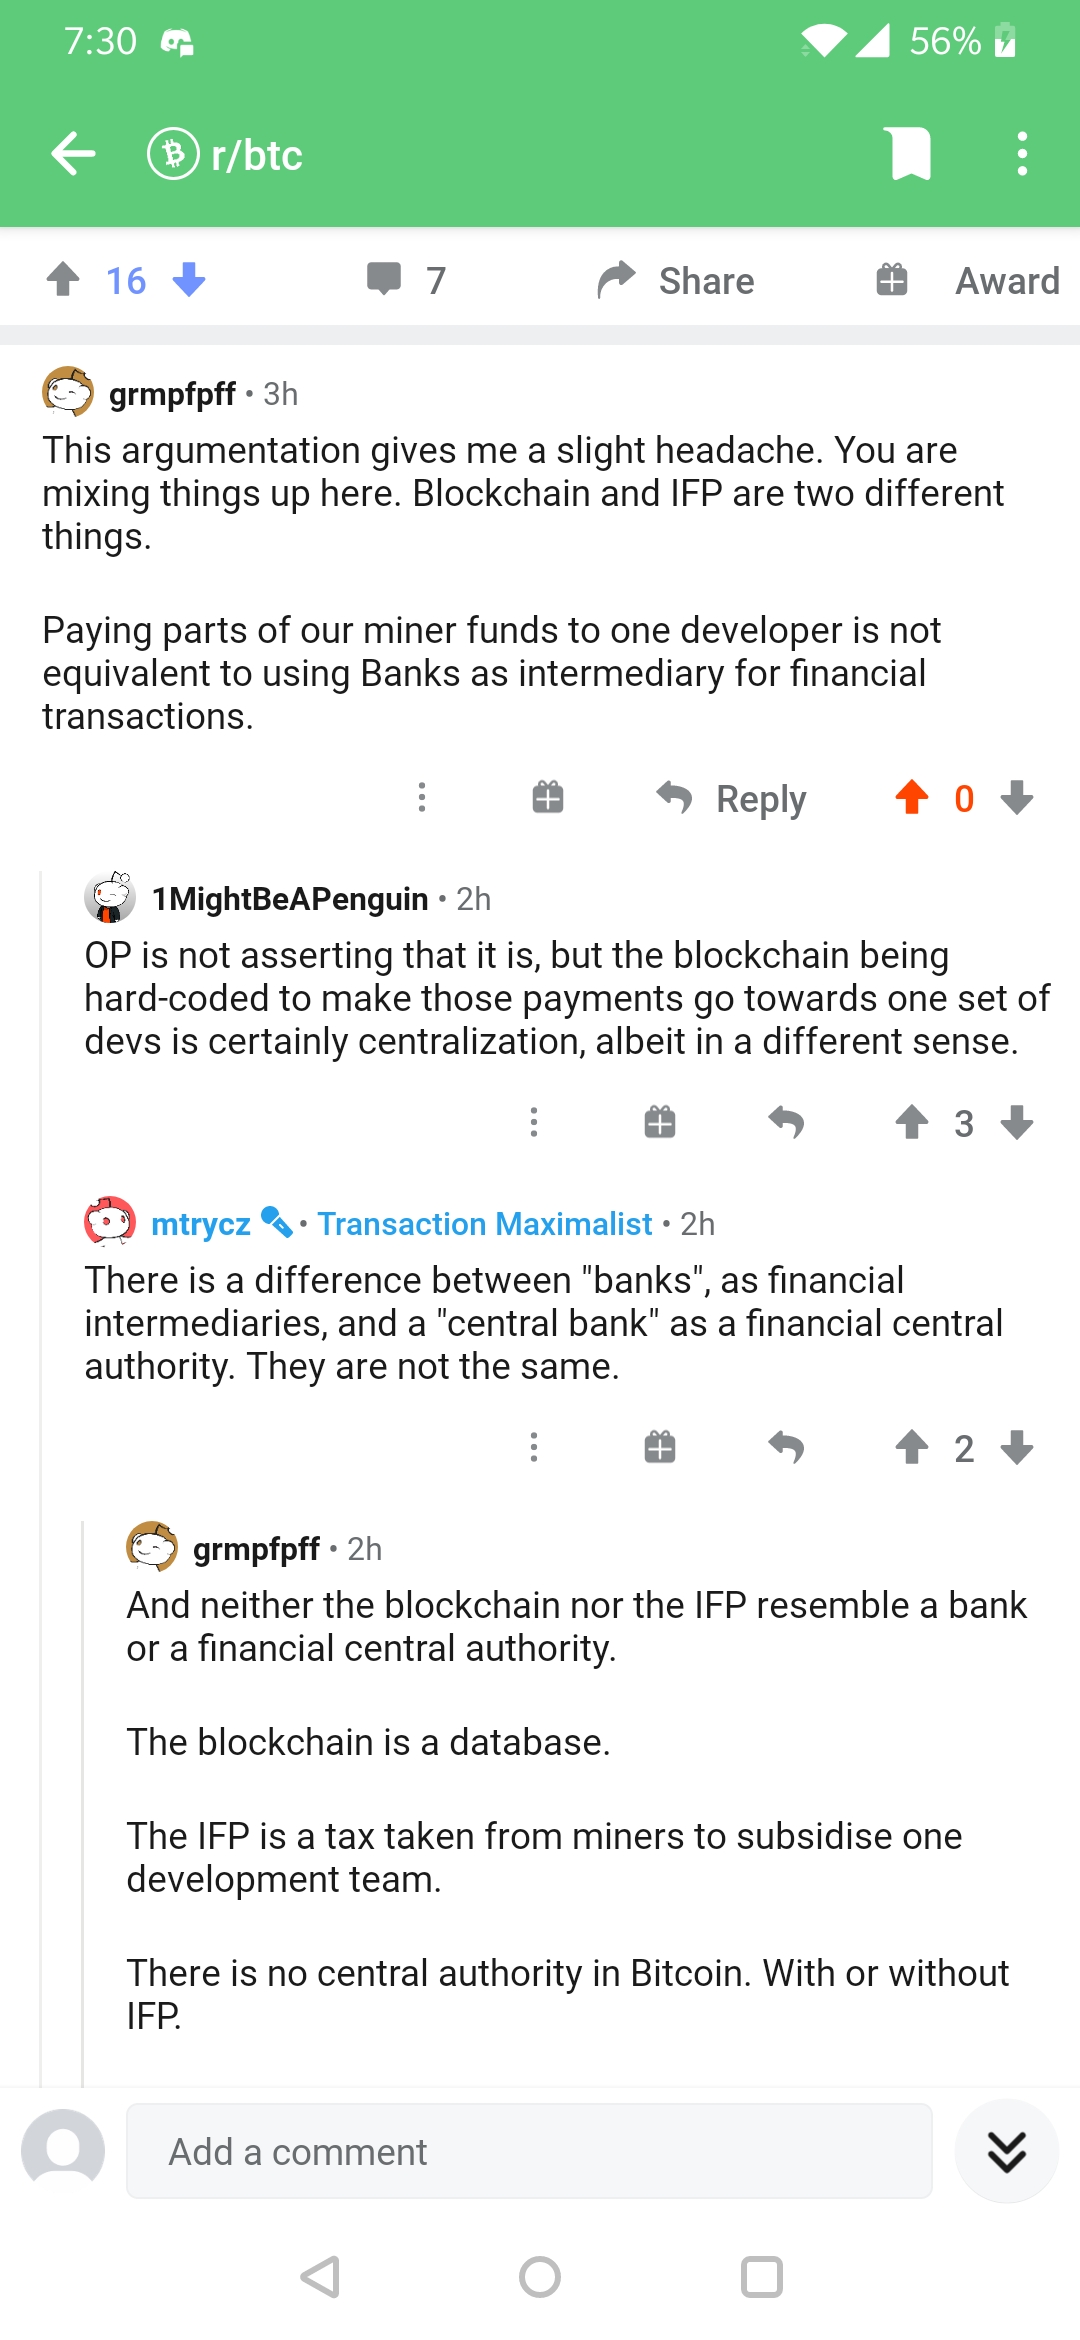 7:30
56%
r/btc
16
7
Share
Award
grmpfpff • 3h
This argumentation gives me a slight headache. You are
mixing things up here. Blockchain and IFP are two different
things.
Paying parts of our miner funds to one developer is not
equivalent to using Banks as intermediary for financial
transactions.
Reply
0
1MightBeAPenguin • 2h
OP is not asserting that it is, but the blockchain being
hard-coded to make those payments go towards one set of
devs is certainly centralization, albeit in a different sense.
3
mtrycz • Transaction Maximalist • 2h
There is a difference between "banks", as financial
intermediaries, and a "central bank" as a financial central
authority. They are not the same.
2
grmpfpff • 2h
And neither the blockchain nor the IFP resemble a bank
or a financial central authority.
The blockchain is a database.
The IFP is a tax taken from miners to subsidise one
development team.
There is no central authority in Bitcoin. With or without
IFP.
Add a comment